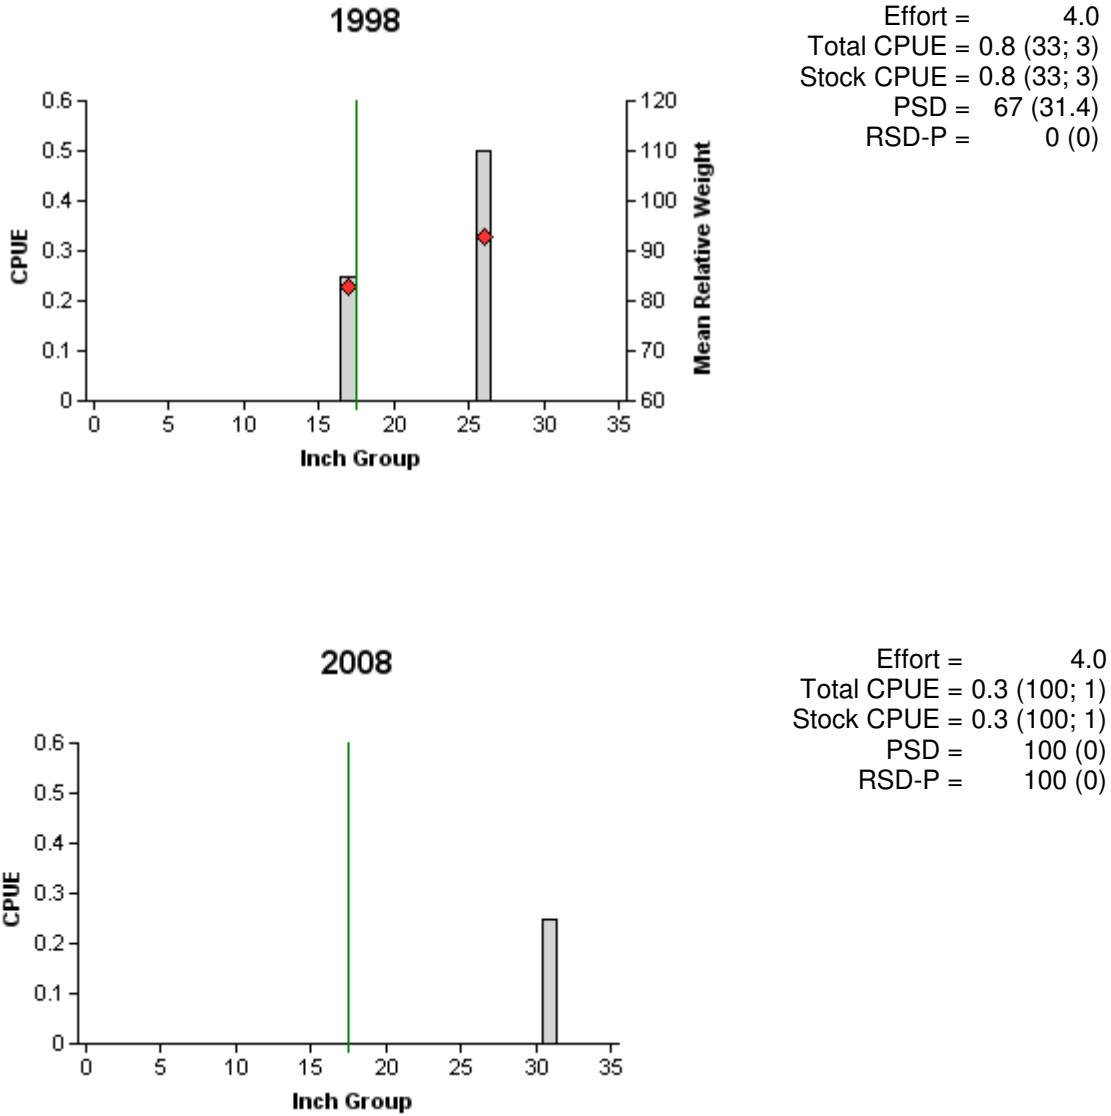 1998
Effort = 4.0
Total CPUE = 0.8 (33; 3)
Stock CPUE = 0.8 (33; 3)
PSD = 67 (31.4)
RSD-P = 0 (0)
0.6
0.5
0.4
0.3
0.2
0.1
0
CPUE
120
110
100
90
80
70
60
Mean Relative Weight
0 5 10 15 20 25 30 35
Inch Group
2008
Effort = 4.0
Total CPUE = 0.3 (100; 1)
Stock CPUE = 0.3 (100; 1)
PSD = 100 (0)
RSD-P = 100 (0)
0.6
0.5
0.4
0.3
0.2
0.1
0
CPUE
0 5 10 15 20 25 30 35
Inch Group